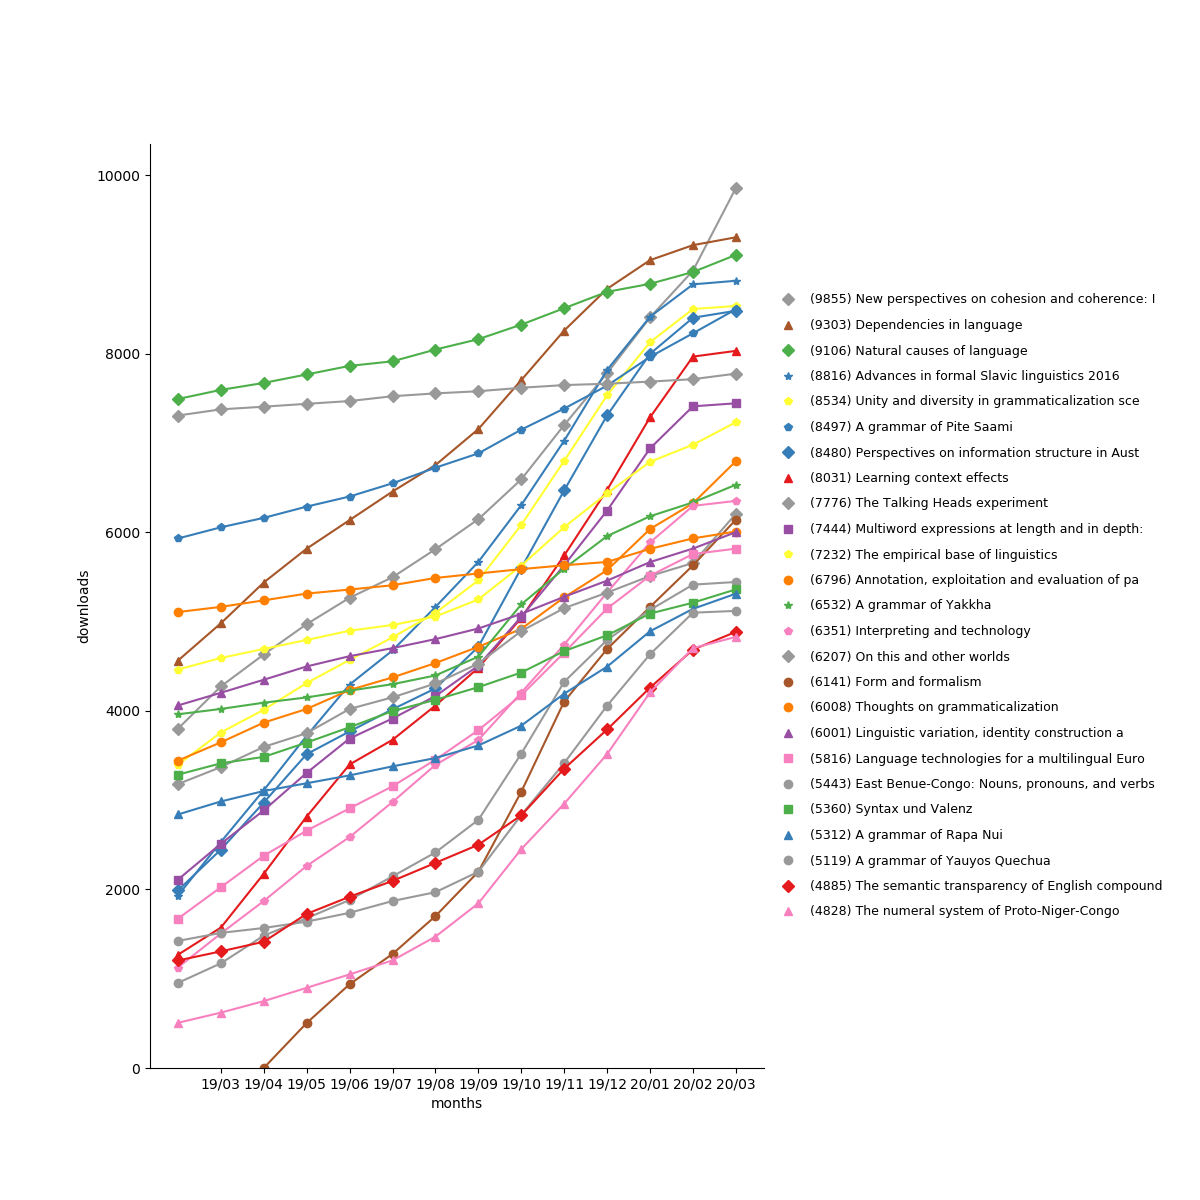 10000
8000
6000
4000
2000
0
downloads
19/03 19/04 19/05 19/06 19/07 19/08 19/09 19/10 19/11 19/12 20/01 20/02 20/03
months
(9855) New perspectives on cohesion and coherence: I
(9303) Dependencies in language
(9106) Natural causes of language
(8816) Advances in formal Slavic linguistics 2016
(8534) Unity and diversity in grammaticalization sce
(8497) A grammar of Pite Saami
(8480) Perspectives on information structure in Aust
(8031) Learning context effects
(7776) The Talking Heads experiment
(7444) Multiword expressions at length and in depth:
(7232) The empirical base of linguistics
(6796) Annotation, exploitation and evaluation of pa
(6532) A grammar of Yakkha
(6351) Interpreting and technology
(6207) On this and other worlds
(6141) Form and formalism
(6008) Thoughts on grammaticalization
(6001) Linguistic variation, identity construction a
(5816) Language technologies for a multilingual Euro
(5443) East Benue-Congo: Nouns, pronouns, and verbs
(5360) Syntax und Valenz
(5312) A grammar of Rapa Nui
(5119) A grammar of Yauyos Quechua
(4885) The semantic transparency of English compound
(4828) The numeral system of Proto-Niger-Congo